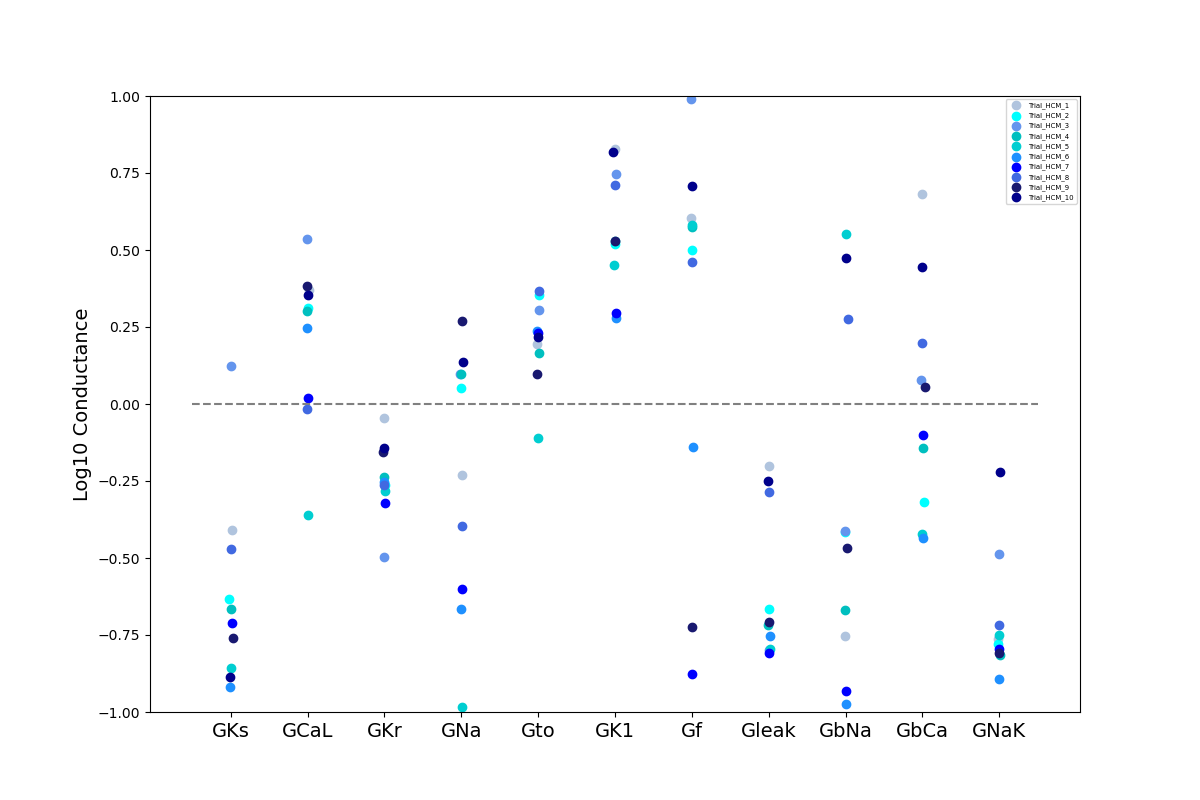 1.00
0.75
0.50
0.25
0.00
−0.25
−0.50
−0.75
−1.00
Log10 Conductance
Trial_HCM_1
Trial_HCM_2
Trial_HCM_3
Trial_HCM_4
Trial_HCM_5
Trial_HCM_6
Trial_HCM_7
Trial_HCM_8
Trial_HCM_9
Trial_HCM_10
GKs GCaL GKr GNa Gto GK1 Gf Gleak GbNa GbCa GNaK